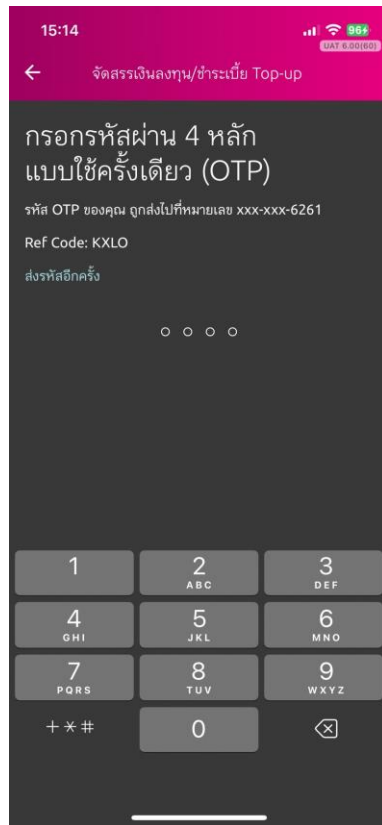 15:14
96
UAT 6.00(60)
จัดสรรเงินลงทุน/ชำระเบี้ย Top-up
กรอกรหัสผ่าน 4 หลัก
แบบใช้ครั้งเดียว (OTP)
รหัส OTP ของคุณ ถูกส่งไปที่หมายเลข xxx-xxx-6261
Ref Code: KXLO
ส่งรหัสอีกครั้ง
1 2 3
ABC DEF
4 5 6
GHI JKL MNO
7 8 9
PQRS TUV WXYZ
+*# 0